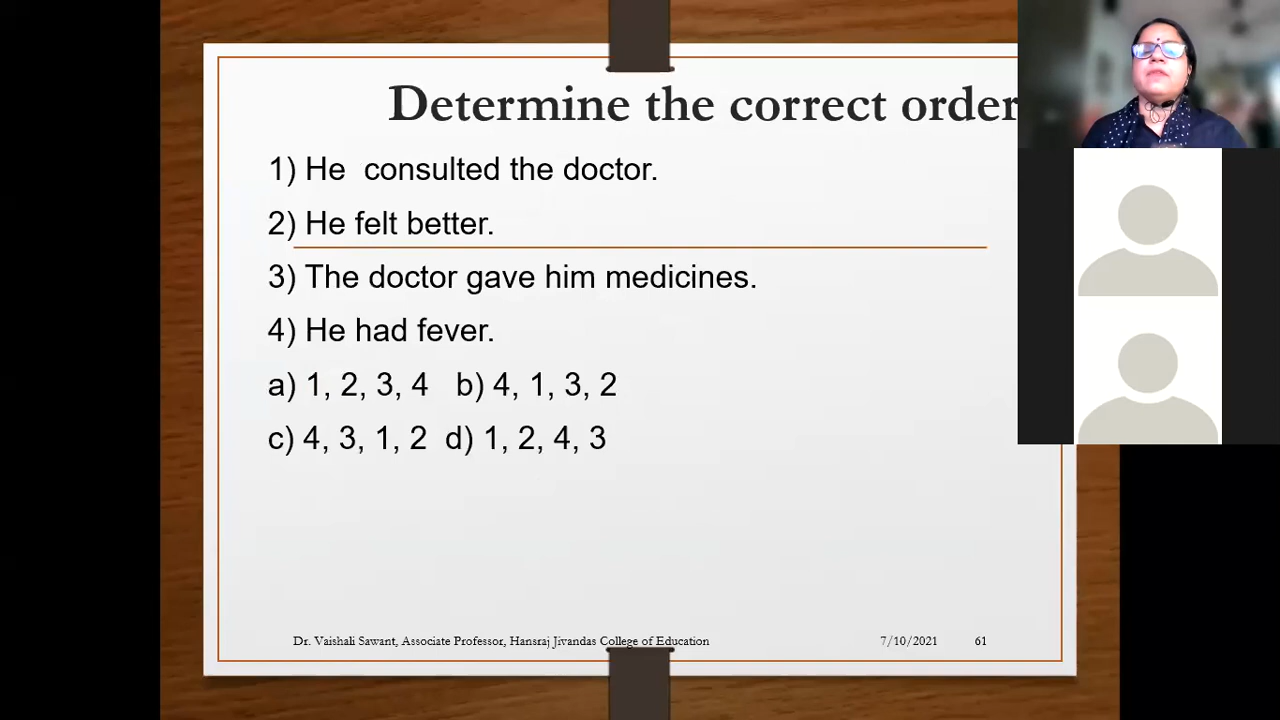 Determine the correct order
1) He  consulted the doctor.
2) He felt better.
3) The doctor gave him medicines.
4) He had fever.
a) 1, 2, 3, 4   b) 4, 1, 3, 2
c) 4, 3, 1, 2  d) 1, 2, 4, 3
Dr. Vaishali Sawant, Associate Professor, Hansraj Jivandas College of Education 7/10/2021 61